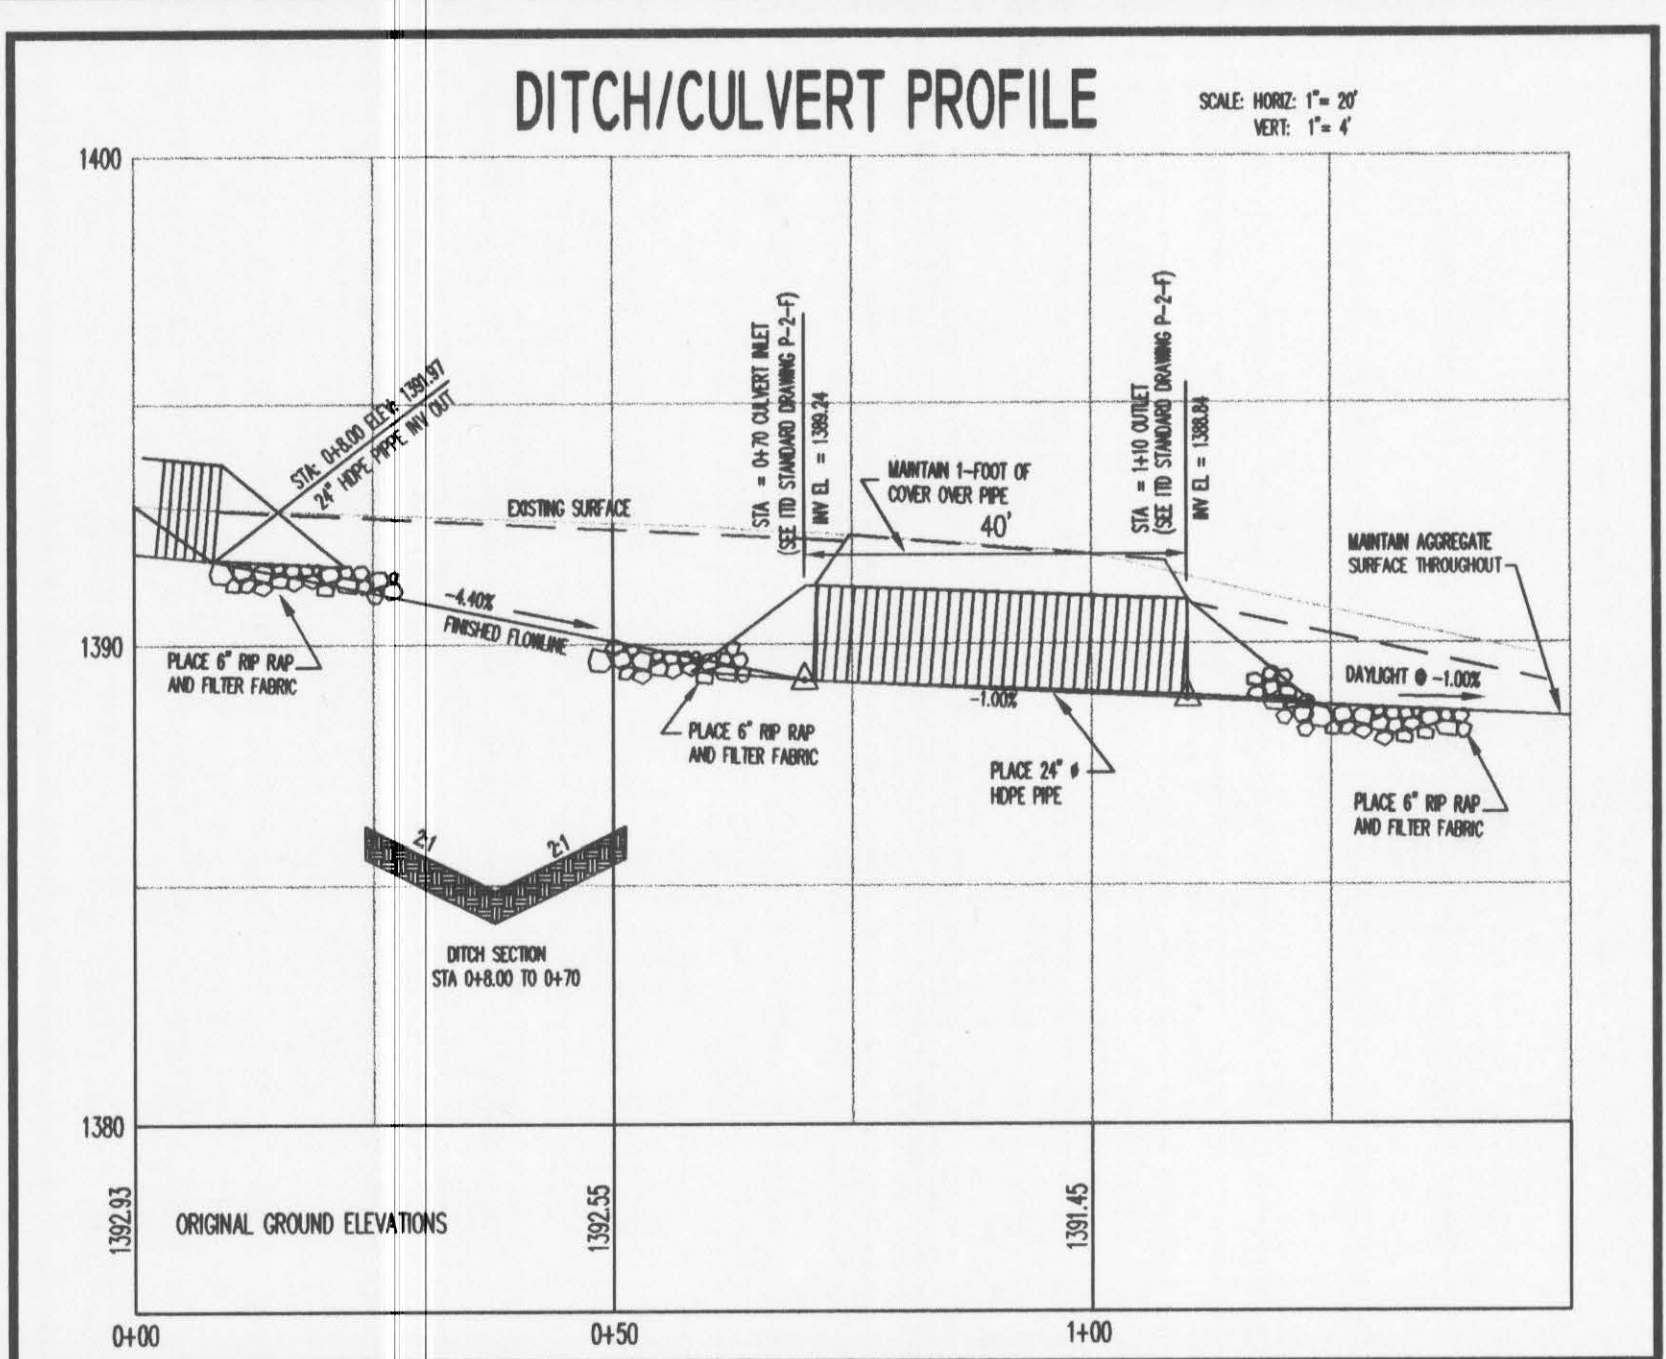 DITCH/CULVERT PROFILE
SCALE: HORIZ: 1"= 20'
VERT: 1"= 4'
1400
STA: 0+8.00 ELEV: 1391.97
24" HDPE PIPPE INV OUT
EXISTING SURFACE
STA = 0+70 CULVERT INLET
(SEE ITD STANDARD DRAWING P-2-F)
INV EL = 1389.24
MAINTAIN 1-FOOT OF
COVER OVER PIPE
40'
STA = 1+10 OUTLET
(SEE ITD STANDARD DRAWING P-2-F)
INV EL = 1388.84
MAINTAIN AGGREGATE
SURFACE THROUGHOUT
-4.40%
FINISHED FLOWLINE
1390
PLACE 6" RIP RAP
AND FILTER FABRIC
DAYLIGHT @ -1.00%
-1.00%
PLACE 6" RIP RAP
AND FILTER FABRIC
PLACE 24" ø
HDPE PIPE
PLACE 6" RIP RAP
AND FILTER FABRIC
2:1
2:1
DITCH SECTION
STA 0+8.00 TO 0+70
1380
1392.93
ORIGINAL GROUND ELEVATIONS
1392.55
1391.45
0+00
0+50
1+00